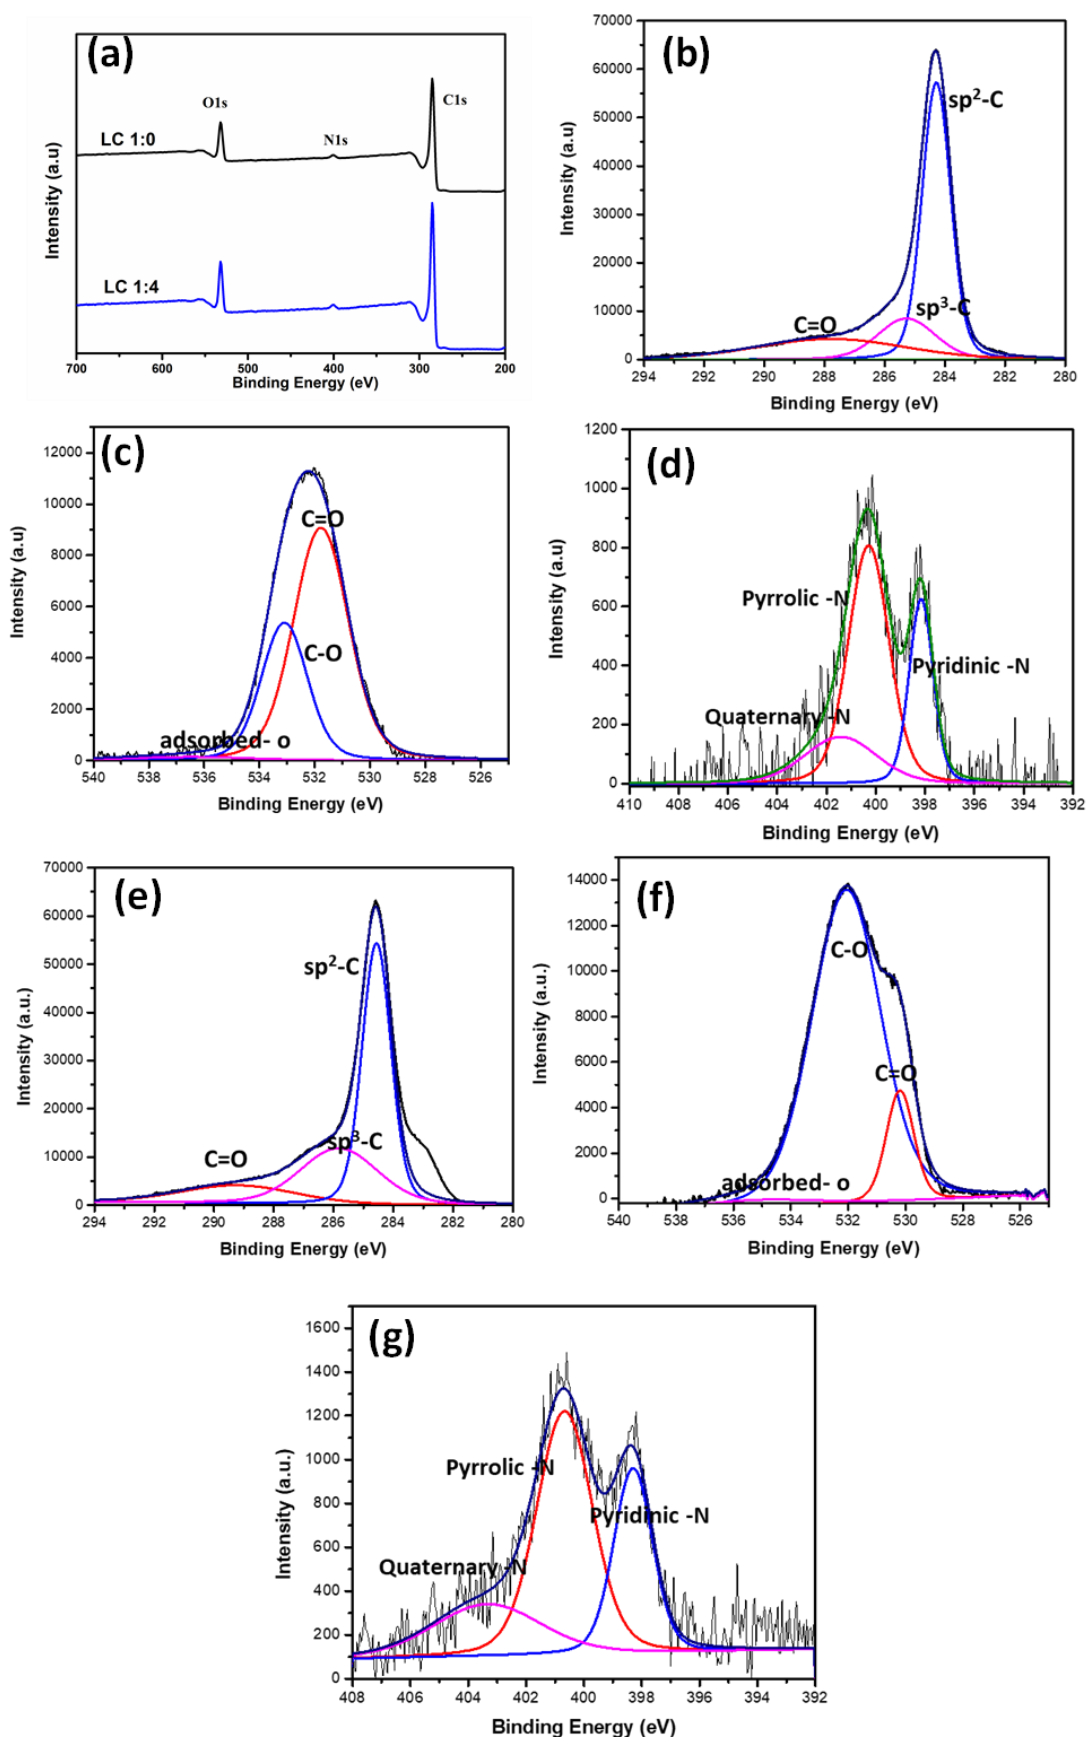 (a)
O1s
N1s
C1s
LC 1:0
LC 1:4
Intensity (a.u)
700 600 500 400 300 200
Binding Energy (eV)
(b)
70000
60000
50000
40000
30000
20000
10000
0
Intensity (a.u)
sp²-C
sp³-C
C=O
294 292 290 288 286 284 282 280
Binding Energy (eV)
(c)
12000
10000
8000
6000
4000
2000
0
Intensity (a.u)
C=O
C-O
adsorbed- o
540 538 536 534 532 530 528 526
Binding Energy (eV)
(d)
1200
1000
800
600
400
200
0
Intensity (a.u)
Pyrrolic -N
Pyridinic -N
Quaternary -N
410 408 406 404 402 400 398 396 394 392
Binding Energy (eV)
(e)
70000
60000
50000
40000
30000
20000
10000
0
Intensity (a.u.)
sp²-C
sp³-C
C=O
294 292 290 288 286 284 282 280
Binding Energy (eV)
(f)
14000
12000
10000
8000
6000
4000
2000
0
Intensity (a.u.)
C-O
C=O
adsorbed- o
540 538 536 534 532 530 528 526
Binding Energy (eV)
(g)
1600
1400
1200
1000
800
600
400
200
0
Intensity (a.u.)
Pyrrolic -N
Pyridinic -N
Quaternary -N
408 406 404 402 400 398 396 394 392
Binding Energy (eV)